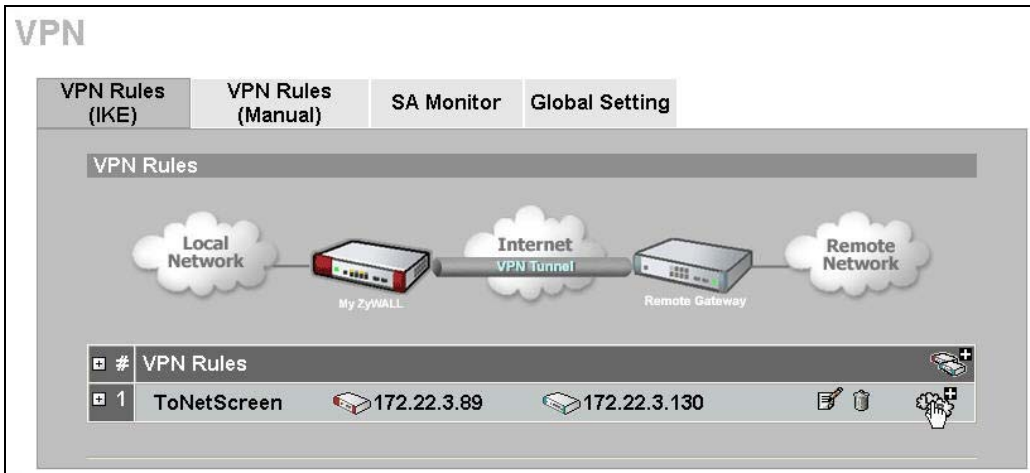 VPN
VPN Rules (IKE)
VPN Rules (Manual)
SA Monitor
Global Setting
VPN Rules
Local Network
Internet
VPN Tunnel
Remote Network
My ZyWALL
Remote Gateway
# VPN Rules
1 ToNetScreen 172.22.3.89 172.22.3.130